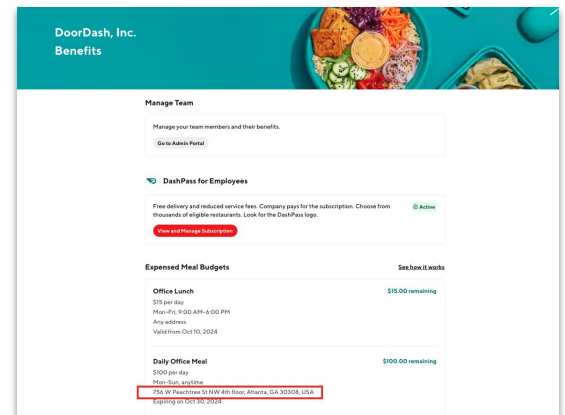 DoorDash, Inc.
Benefits
Manage Team
Manage your team members and their benefits.
Go to Admin Portal
DashPass for Employees
Free delivery and reduced service fees. Company pays for the subscription. Choose from
thousands of eligible restaurants. Look for the DashPass logo.
Active
View and Manage Subscription
Expensed Meal Budgets
See how it works
Office Lunch
$15.00 remaining
$15 per day
Mon-Fri, 9:00 AM-6:00 PM
Any address
Valid from Oct 10, 2024
Daily Office Meal
$100.00 remaining
$100 per day
Mon-Sun, anytime
756 W Peachtree St NW 4th floor, Atlanta, GA 30308, USA
Expiring on Oct 30, 2024